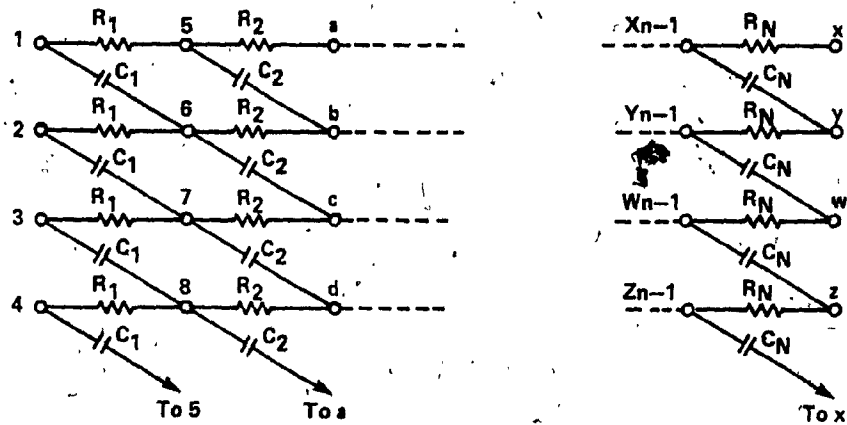 R1 R2 RN
1 5 a Xn-1 x
C1 C2 CN
R1 6 R2 b Yn-1 RN y
2
C1 C2 CN
R1 7 R2 c Wn-1 RN w
3
C1 C2 CN
R1 8 R2 d Zn-1 RN z
4
C1 C2 CN
To 5 To a To x